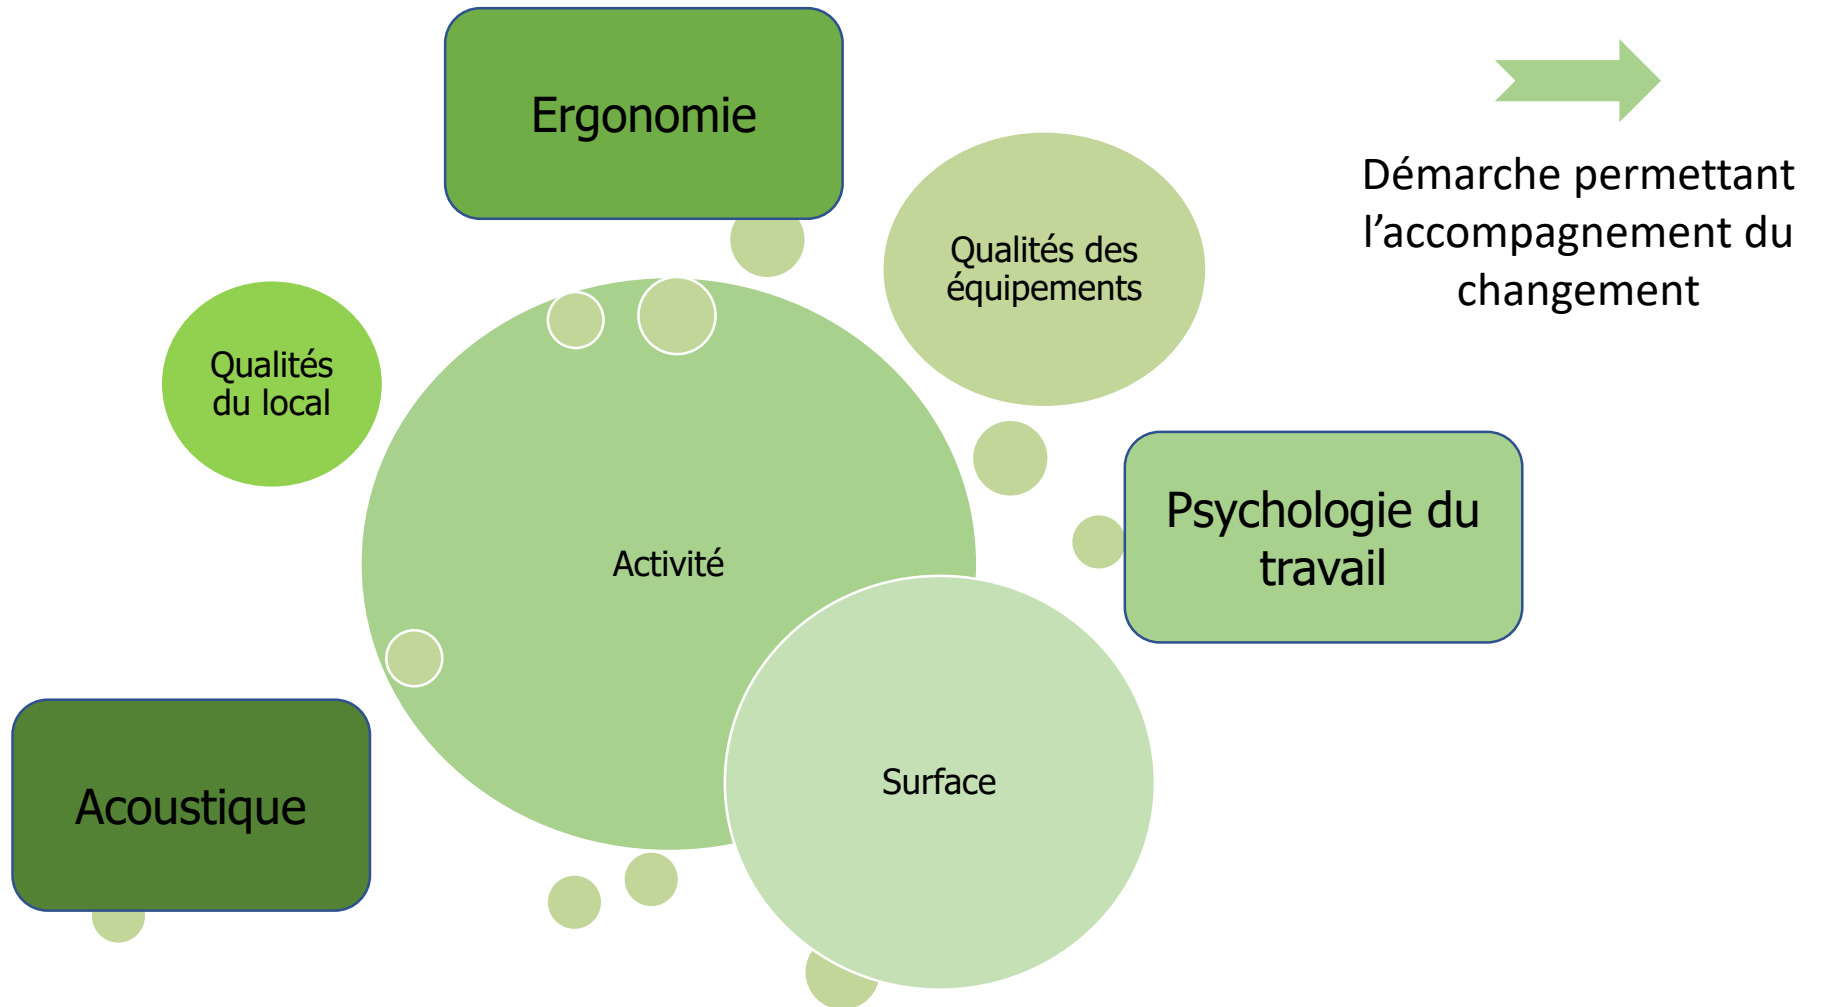 Ergonomie
Démarche permettant
l’accompagnement du
changement
Qualités des
équipements
Qualités
du local
Psychologie du
travail
Activité
Surface
Acoustique